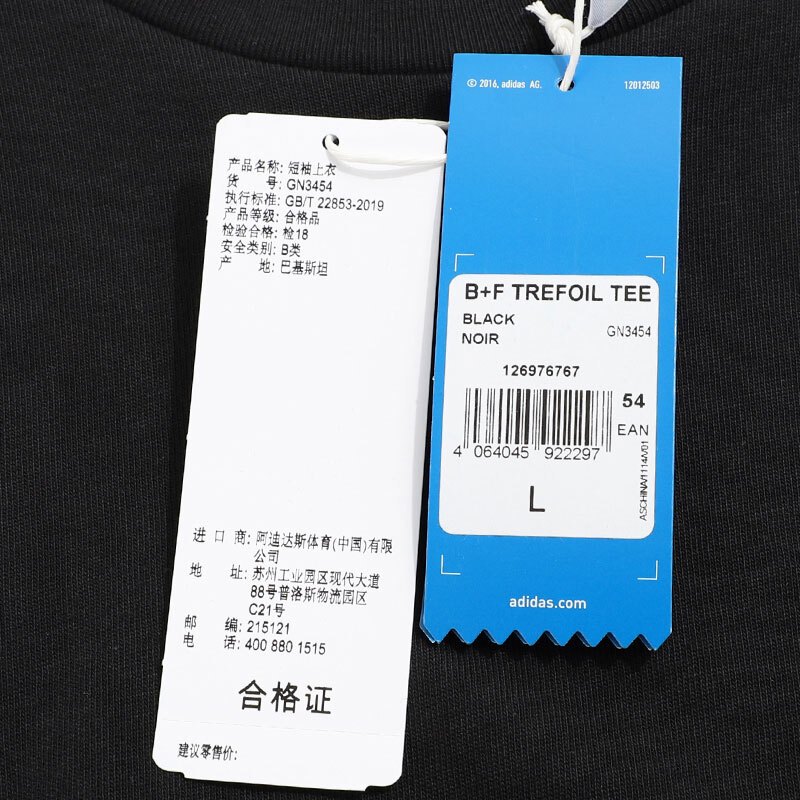 产品名称: 短袖上衣
货 号: GN3454
执行标准: GB/T 22853-2019
产品等级: 合格品
检验合格: 检18
安全类别: B类
产 地: 巴基斯坦
进 口 商: 阿迪达斯体育(中国)有限
公司
地 址: 苏州工业园区现代大道
88号普洛斯物流园区
C21号
邮 编: 215121
电 话: 400 880 1515
合格证
建议零售价:
© 2016, adidas AG.
12012503
B+F TREFOIL TEE
BLACK
NOIR
GN3454
126976767
54
EAN
4 064045 922297
L
ASCHINA/1114/V01
adidas.com